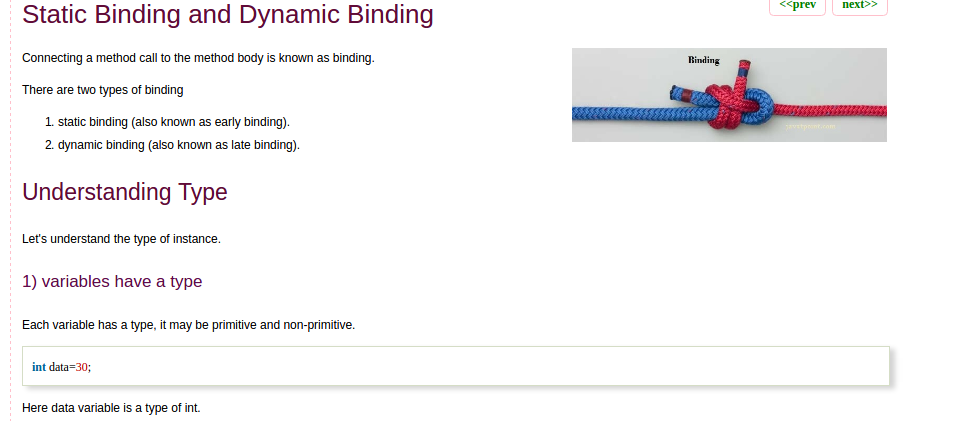 Static Binding and Dynamic Binding
<<prev
next>>
Connecting a method call to the method body is known as binding.
Binding
There are two types of binding
1. static binding (also known as early binding).
2. dynamic binding (also known as late binding).
Understanding Type
Let's understand the type of instance.
1) variables have a type
Each variable has a type, it may be primitive and non-primitive.
int data=30;
Here data variable is a type of int.